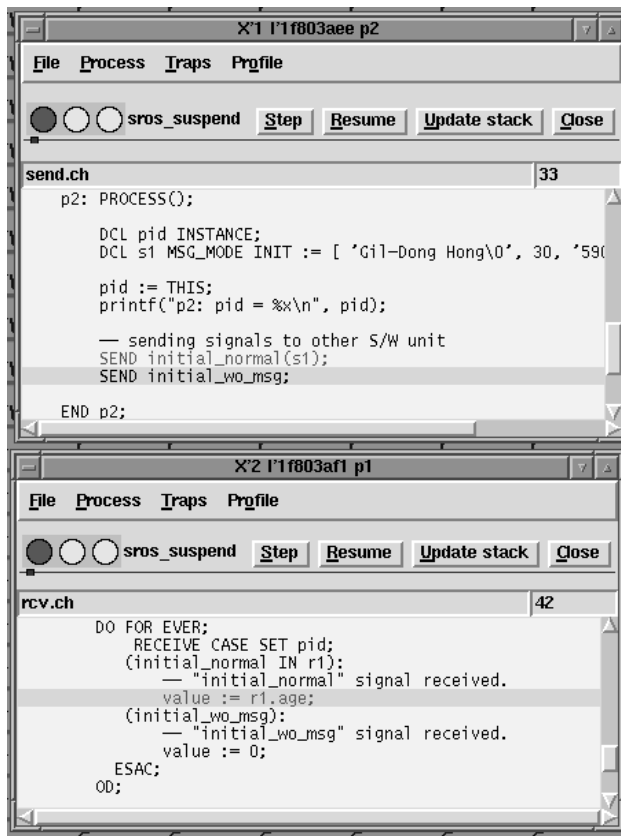 X'1 I'1f803aee p2
File Process Traps Profile
sros_suspend Step Resume Update stack Close
send.ch 33
p2: PROCESS();
DCL pid INSTANCE;
DCL s1 MSG_MODE INIT := [ 'Gil-Dong Hong\0', 30, '590
pid := THIS;
printf("p2: pid = %x\n", pid);
-- sending signals to other S/W unit
SEND initial_normal(s1);
SEND initial_wo_msg;
END p2;
X'2 I'1f803af1 p1
File Process Traps Profile
sros_suspend Step Resume Update stack Close
rcv.ch 42
DO FOR EVER;
RECEIVE CASE SET pid;
(initial_normal IN r1):
-- "initial_normal" signal received.
value := r1.age;
(initial_wo_msg):
-- "initial_wo_msg" signal received.
value := 0;
ESAC;
OD;